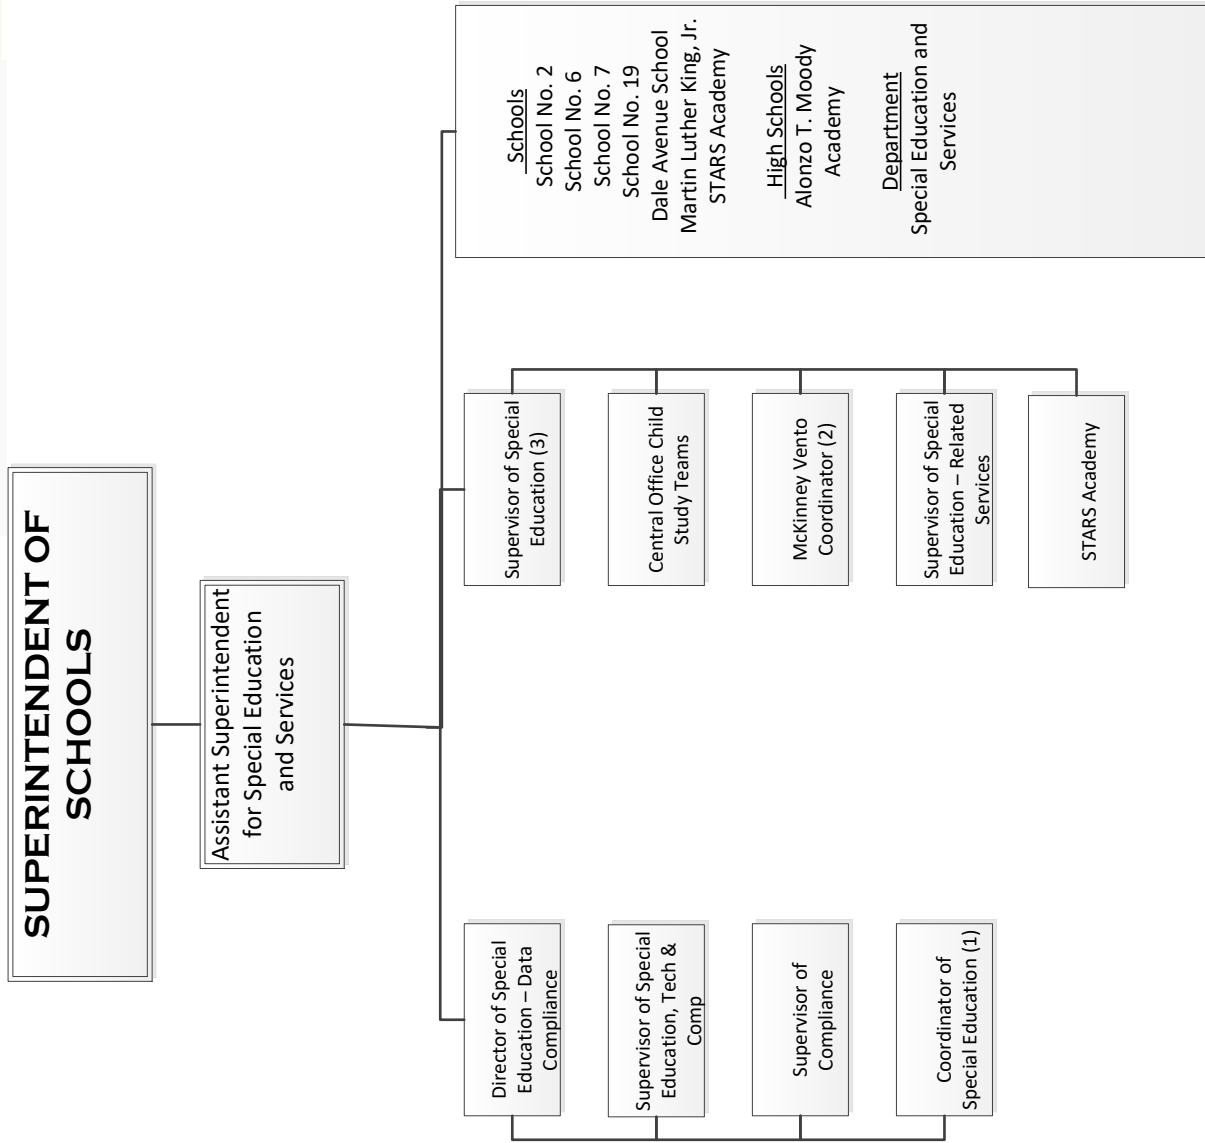 SUPERINTENDENT OF
SCHOOLS
Assistant Superintendent
for Special Education
and Services
Director of Special
Education – Data
Compliance
Supervisor of Special
Education, Tech &
Comp
Supervisor of
Compliance
Coordinator of
Special Education (1)
Supervisor of Special
Education (3)
Central Office Child
Study Teams
McKinney Vento
Coordinator (2)
Supervisor of Special
Education – Related
Services
STARS Academy
Schools
School No. 2
School No. 6
School No. 7
School No. 19
Dale Avenue School
Martin Luther King, Jr.
STARS Academy
High Schools
Alonzo T. Moody
Academy
Department
Special Education and
Services